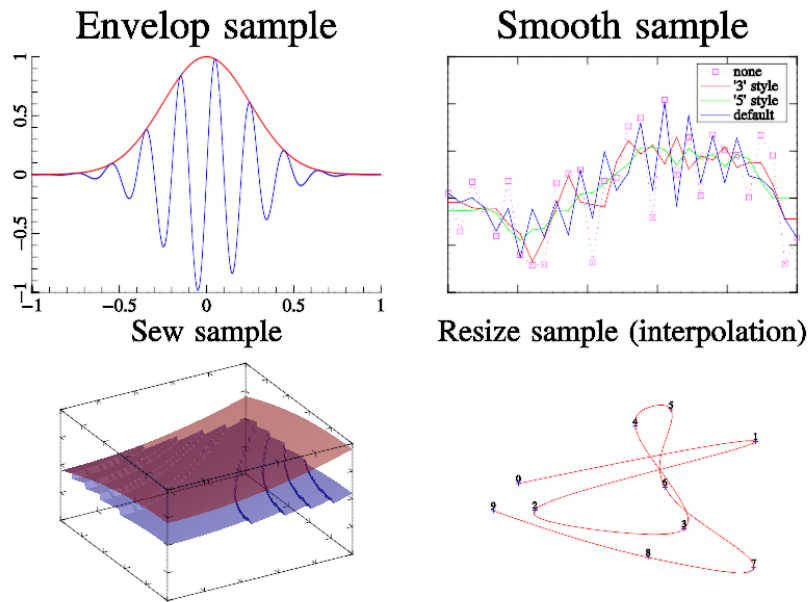 Envelop sample
1
0.5
0
−0.5
−1
−1
−0.5
0
0.5
1
Smooth sample
none
'3' style
'5' style
default
Sew sample
Resize sample (interpolation)
0
1
2
3
4
5
6
7
8
9